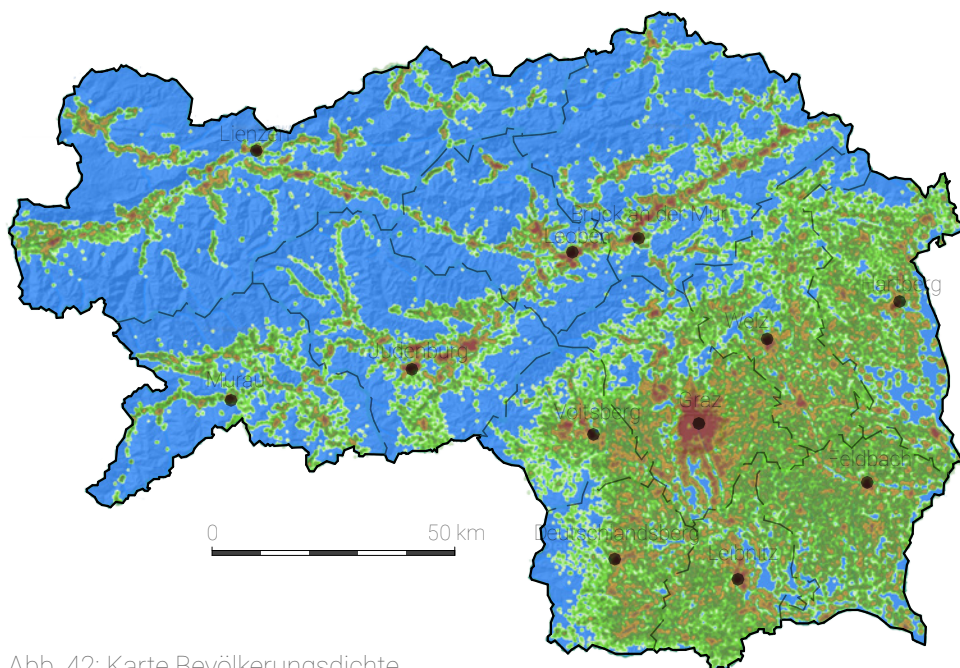 Lienzen
Bruck an der Mur
Leoben
Hartberg
Weiz
Judenburg
Murau
Graz
Voitsberg
Feldbach
0 50 km
Deutschlandsberg
Leibnitz
Abb. 42: Karte Bevölkerungsdichte